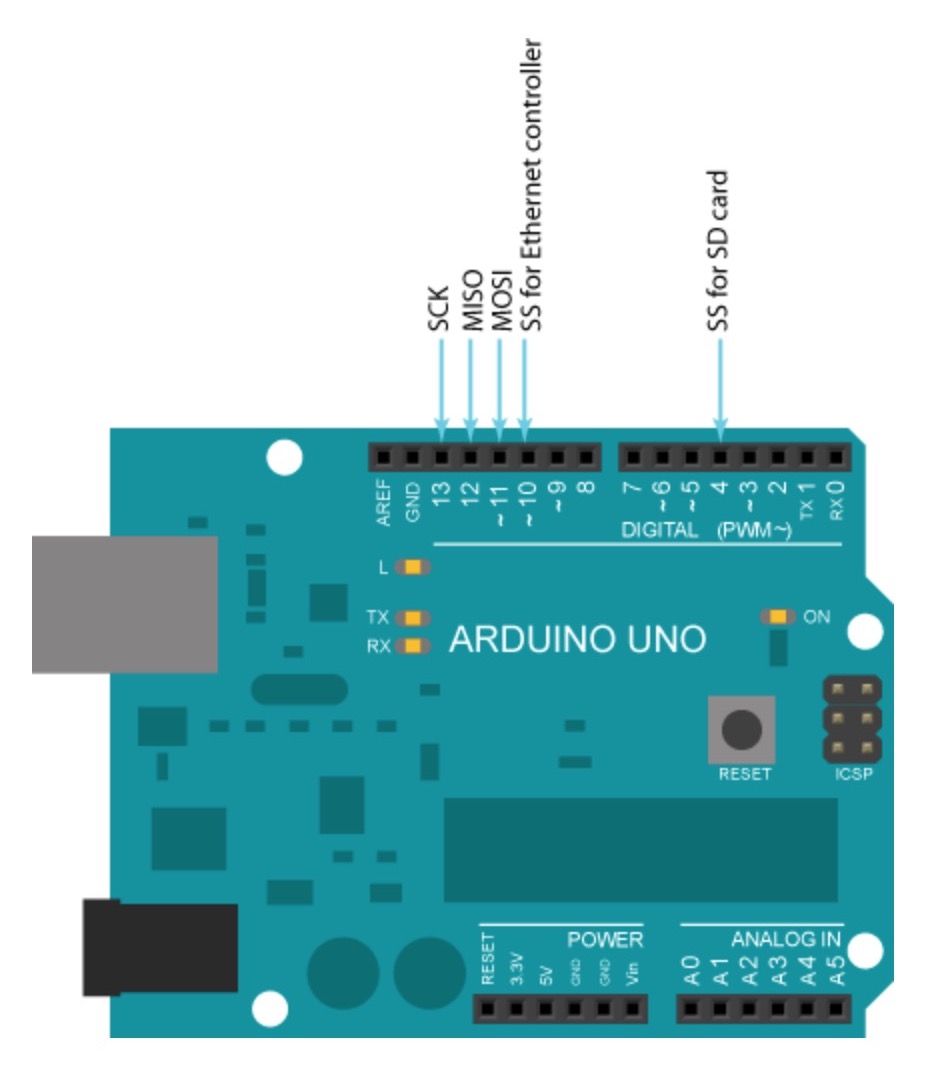 SCK
MISO
MOSI
SS for Ethernet controller
SS for SD card
AREF
GND
13
12
~11
~10
~9
8
7
~6
~5
4
~3
2
TX 1
RX 0
DIGITAL (PWM~)
L
TX
RX
ARDUINO UNO
ON
RESET
ICSP
POWER
ANALOG IN
RESET
3.3V
5V
GND
GND
Vin
A0
A1
A2
A3
A4
A5